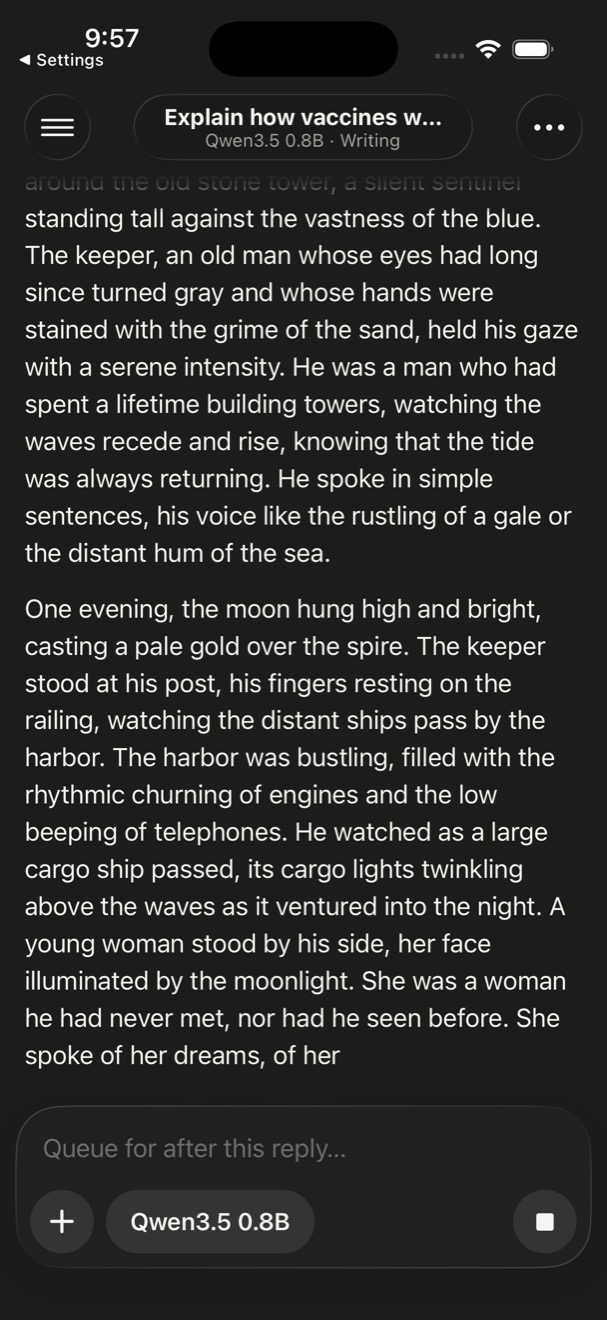 9:57
◀ Settings
Explain how vaccines w...
Qwen3.5 0.8B · Writing
around the old stone tower, a silent sentinel
standing tall against the vastness of the blue.
The keeper, an old man whose eyes had long
since turned gray and whose hands were
stained with the grime of the sand, held his gaze
with a serene intensity. He was a man who had
spent a lifetime building towers, watching the
waves recede and rise, knowing that the tide
was always returning. He spoke in simple
sentences, his voice like the rustling of a gale or
the distant hum of the sea.
One evening, the moon hung high and bright,
casting a pale gold over the spire. The keeper
stood at his post, his fingers resting on the
railing, watching the distant ships pass by the
harbor. The harbor was bustling, filled with the
rhythmic churning of engines and the low
beeping of telephones. He watched as a large
cargo ship passed, its cargo lights twinkling
above the waves as it ventured into the night. A
young woman stood by his side, her face
illuminated by the moonlight. She was a woman
he had never met, nor had he seen before. She
spoke of her dreams, of her
Queue for after this reply...
Qwen3.5 0.8B